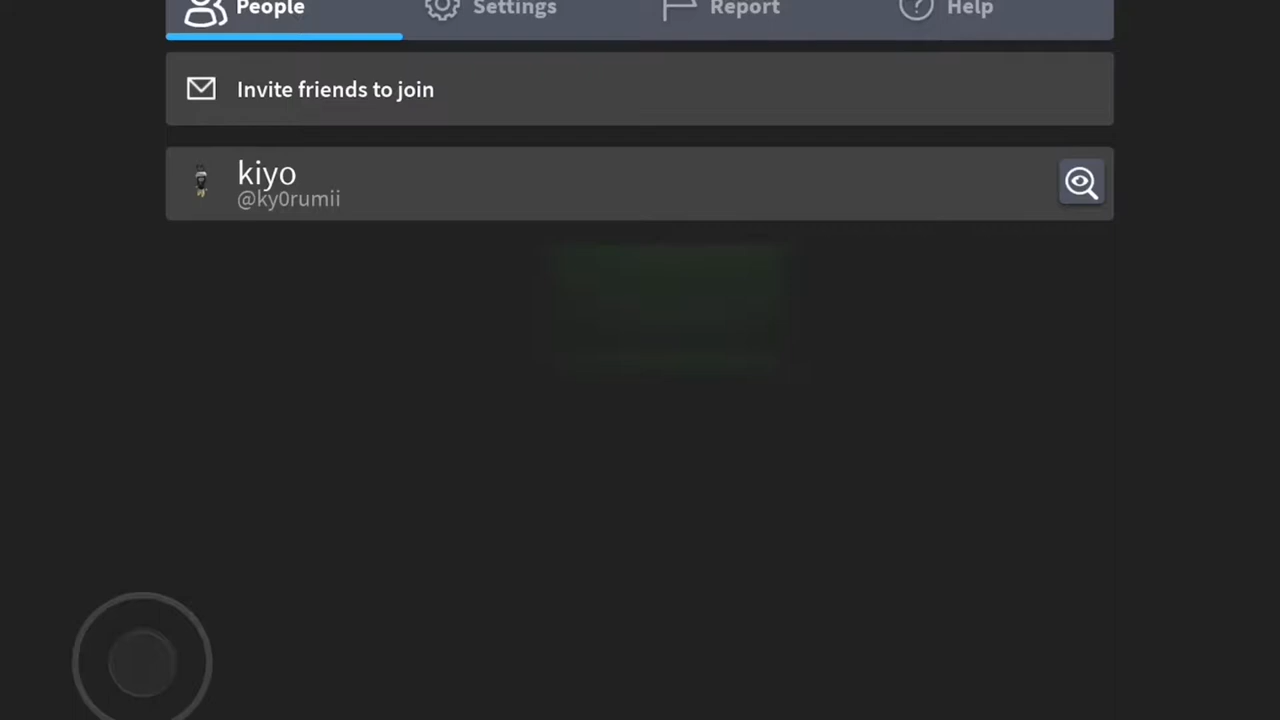 People
Settings
Report
Help
Invite friends to join
kiyo
@ky0rumii